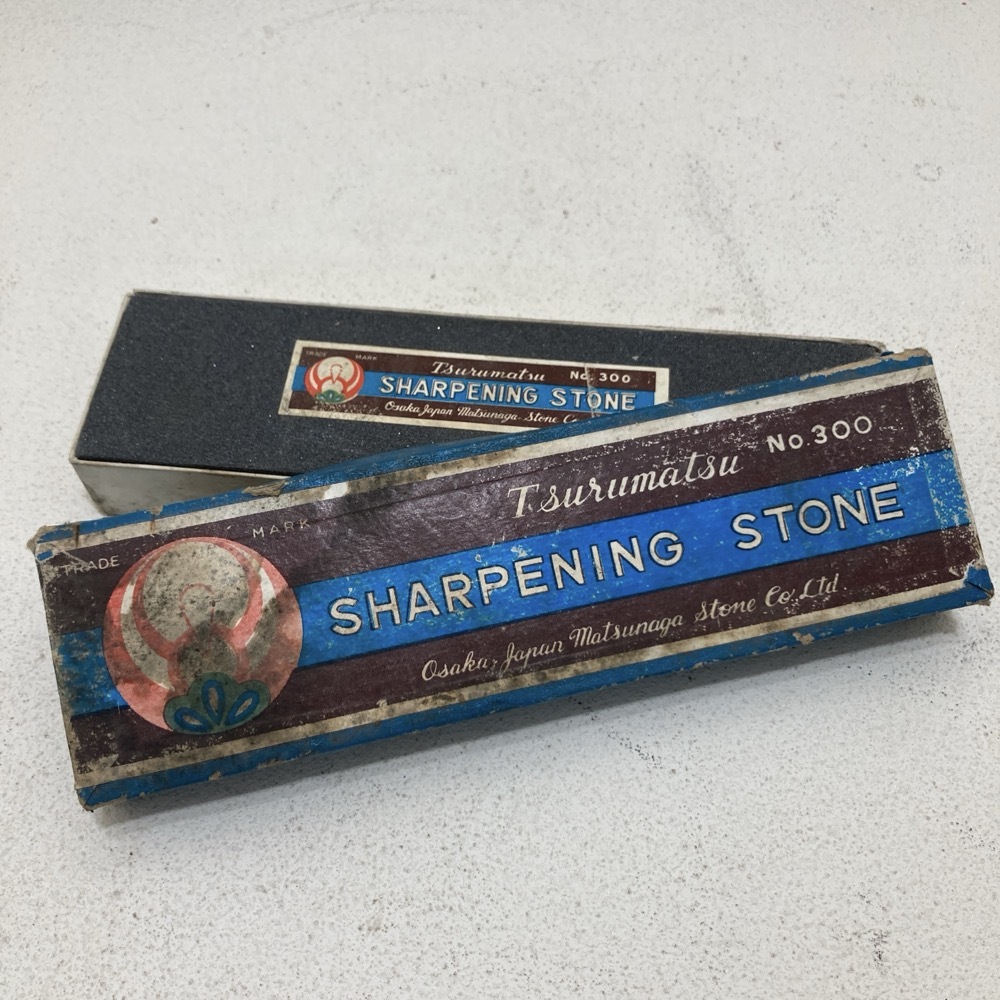 TRADE MARK
Tsurumatsu No. 300
SHARPENING STONE
Osaka Japan Matsunaga Stone Co
TRADE MARK
Tsurumatsu No 300
SHARPENING STONE
Osaka, Japan Matsunaga Stone Co, Ltd